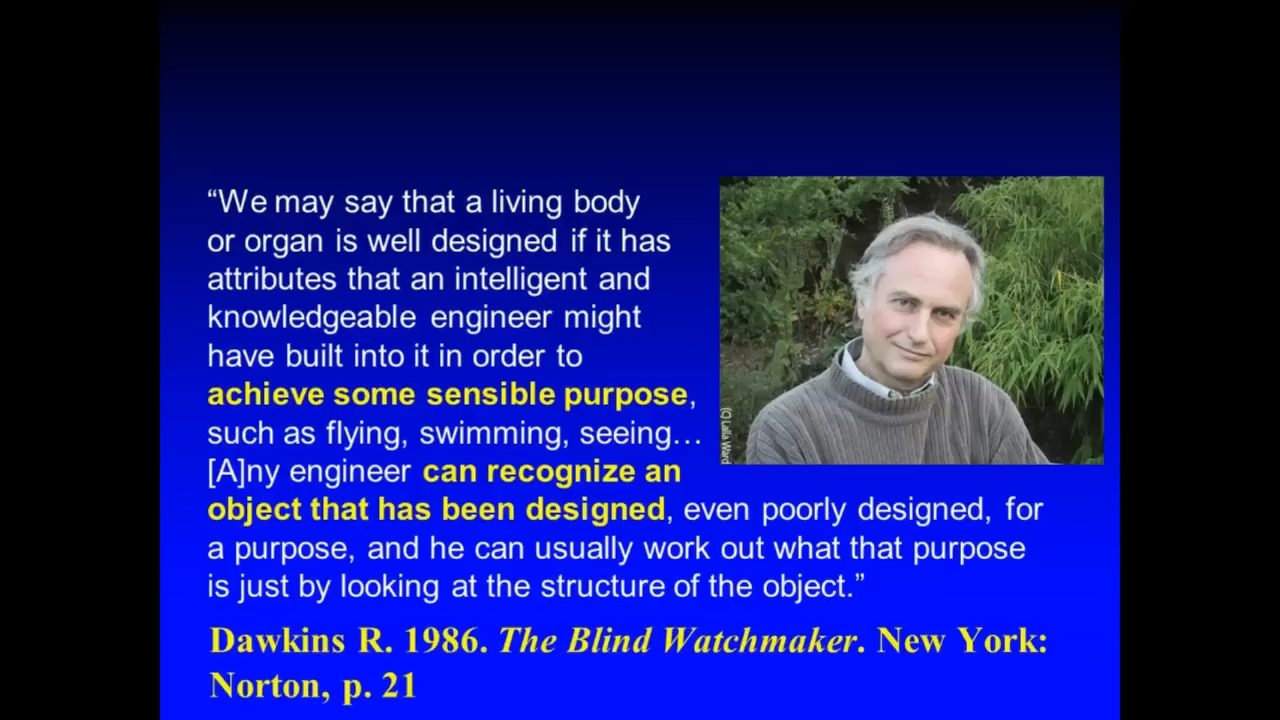 “We may say that a living body
or organ is well designed if it has
attributes that an intelligent and
knowledgeable engineer might
have built into it in order to
achieve some sensible purpose,
such as flying, swimming, seeing…
[A]ny engineer can recognize an
object that has been designed, even poorly designed, for
a purpose, and he can usually work out what that purpose
is just by looking at the structure of the object.”
(C) Lalla Ward
Dawkins R. 1986. The Blind Watchmaker. New York:
Norton, p. 21